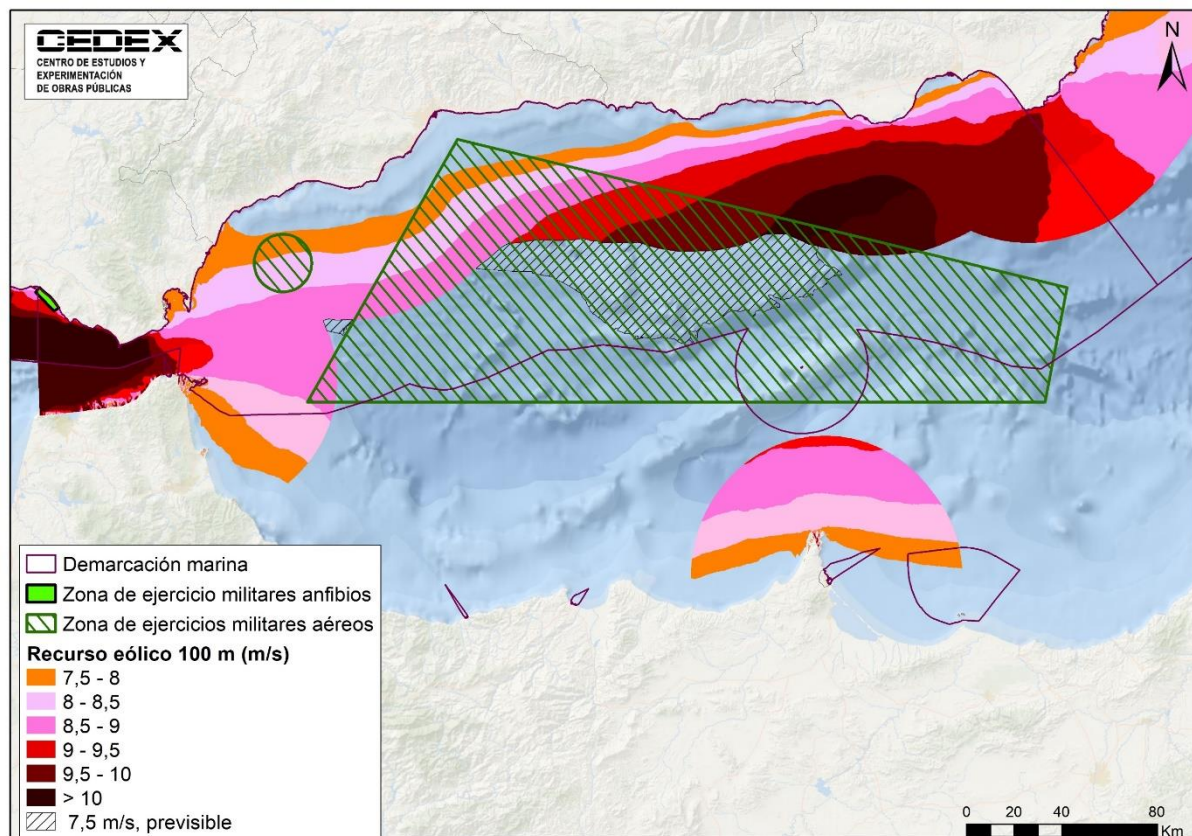 CEDEX
CENTRO DE ESTUDIOS Y
EXPERIMENTACIÓN
DE OBRAS PÚBLICAS
N
Demarcación marina
Zona de ejercicio militares anfibios
Zona de ejercicios militares aéreos
Recurso eólico 100 m (m/s)
7,5 - 8
8 - 8,5
8,5 - 9
9 - 9,5
9,5 - 10
> 10
7,5 m/s, previsible
0 20 40 80
Km